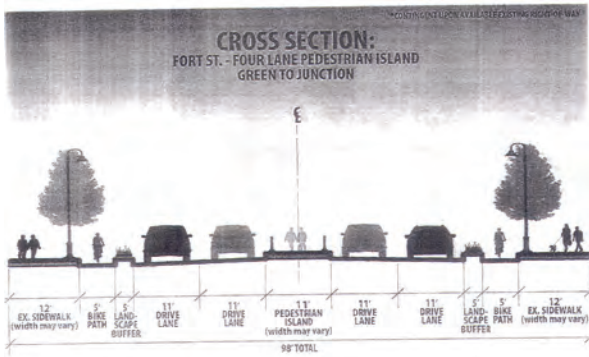 *CONTINGENT UPON AVAILABLE EXISTING RIGHT-OF-WAY
CROSS SECTION:
FORT ST. - FOUR LANE PEDESTRIAN ISLAND
GREEN TO JUNCTION
12'
EX. SIDEWALK
(width may vary)
5'
BIKE
PATH
5'
LAND-
SCAPE
BUFFER
11'
DRIVE
LANE
11'
DRIVE
LANE
11'
PEDESTRIAN
ISLAND
(width may vary)
11'
DRIVE
LANE
11'
DRIVE
LANE
5'
LAND-
SCAPE
BUFFER
5'
BIKE
PATH
12'
EX. SIDEWALK
(width may vary)
98' TOTAL